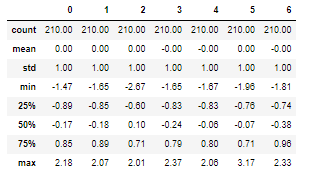 0 1 2 3 4 5 6
count 210.00 210.00 210.00 210.00 210.00 210.00 210.00
mean 0.00 0.00 0.00 -0.00 -0.00 0.00 -0.00
std 1.00 1.00 1.00 1.00 1.00 1.00 1.00
min -1.47 -1.65 -2.67 -1.65 -1.67 -1.96 -1.81
25% -0.89 -0.85 -0.60 -0.83 -0.83 -0.76 -0.74
50% -0.17 -0.18 0.10 -0.24 -0.06 -0.07 -0.38
75% 0.85 0.89 0.71 0.79 0.80 0.71 0.96
max 2.18 2.07 2.01 2.37 2.06 3.17 2.33